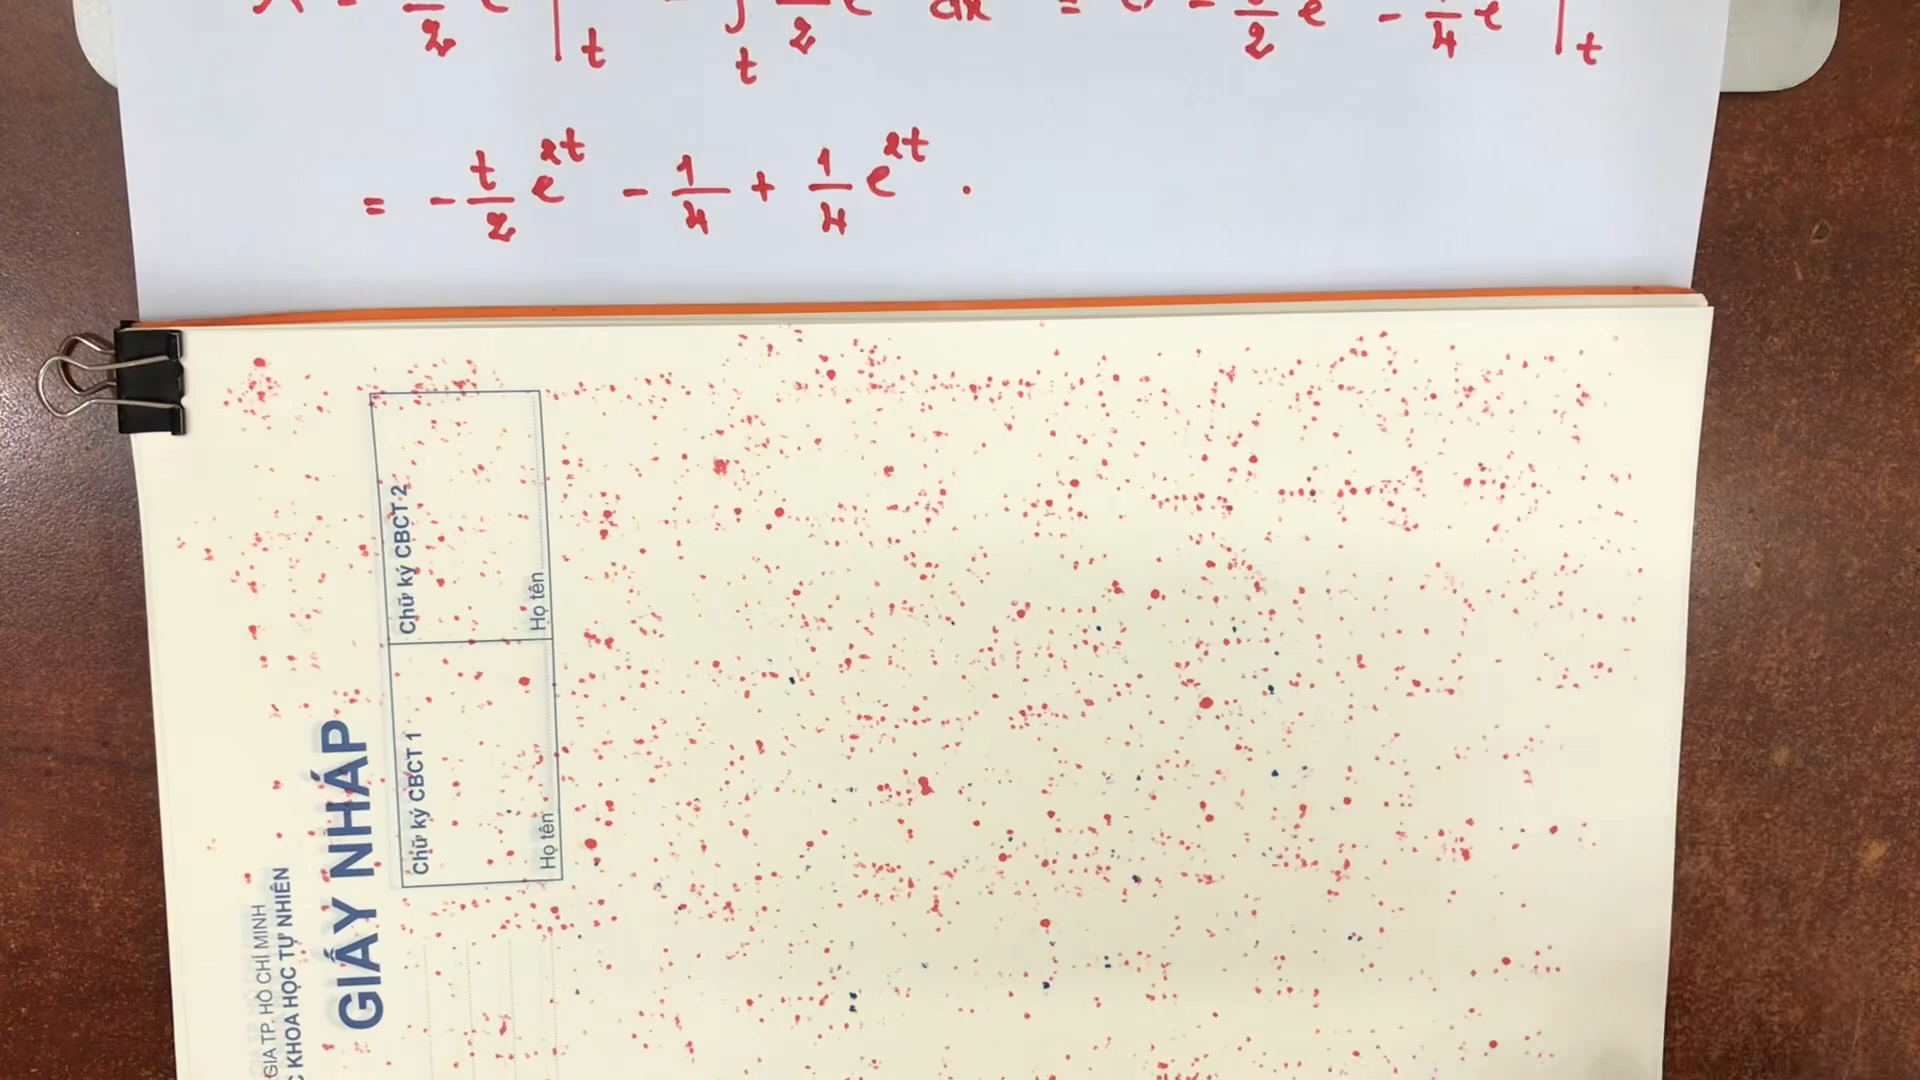 = - t/2 e^{2t} - 1/4 + 1/4 e^{2t} .
Chữ ký CBCT 2
Họ tên
Chữ ký CBCT 1
Họ tên
GIẤY NHÁP
KHOA HỌC TỰ NHIÊN
GIA TP. HỒ CHÍ MINH